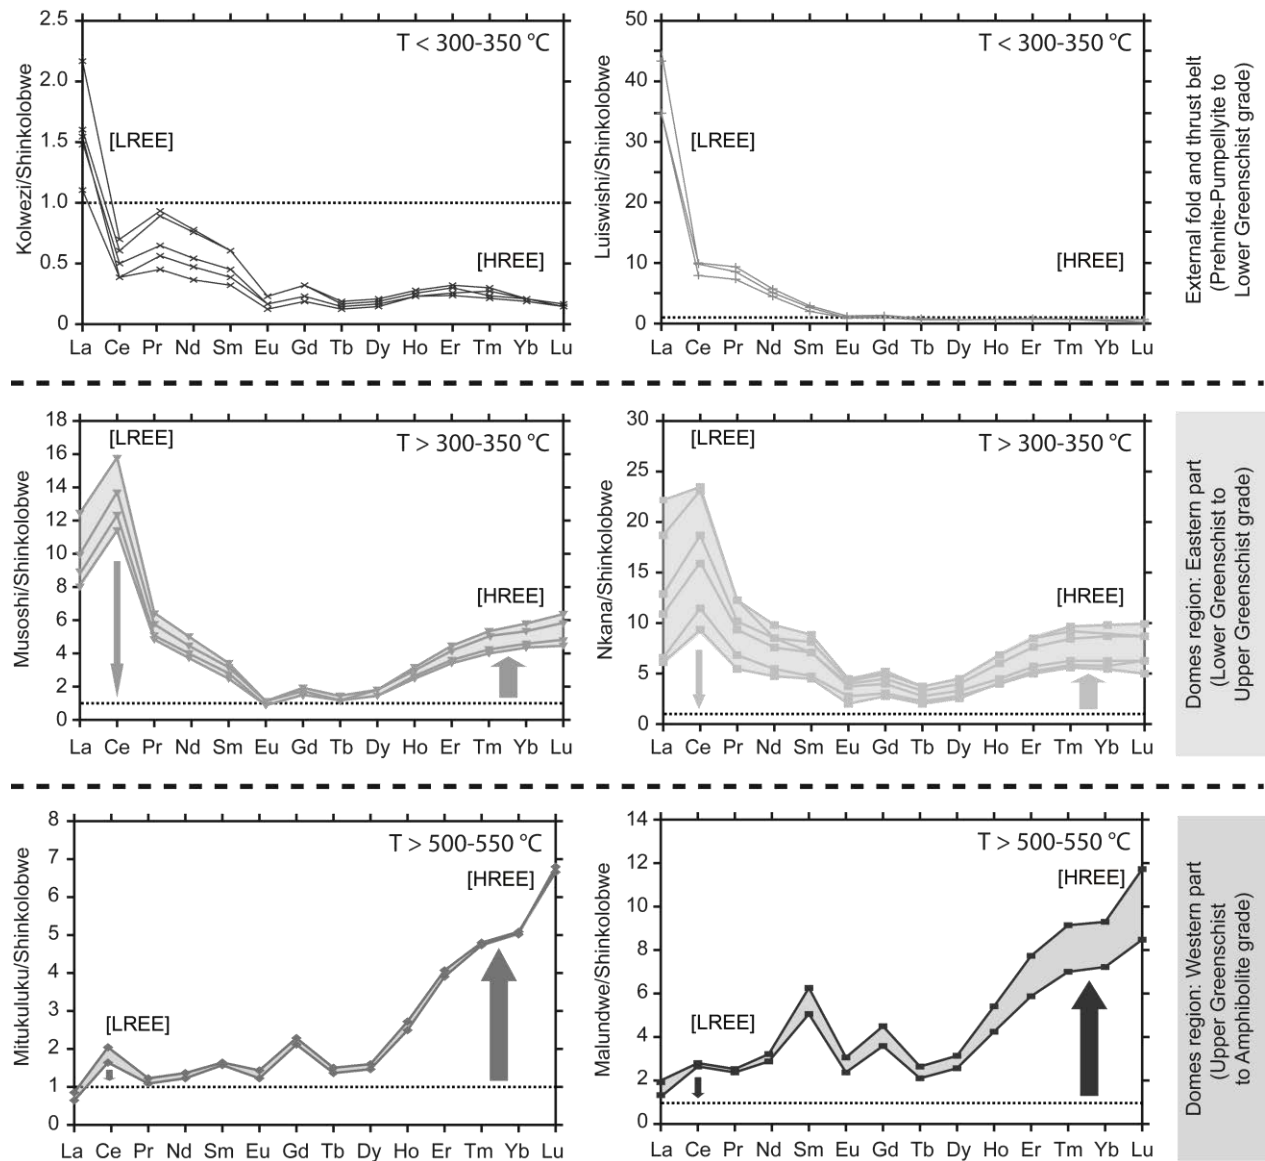 2.5
2.0
1.5
1.0
0.5
0
Kolwezi/Shinkolobwe
T < 300-350 °C
[LREE]
[HREE]
La Ce Pr Nd Sm Eu Gd Tb Dy Ho Er Tm Yb Lu
50
40
30
20
10
0
Luiswishi/Shinkolobwe
T < 300-350 °C
[LREE]
[HREE]
La Ce Pr Nd Sm Eu Gd Tb Dy Ho Er Tm Yb Lu
External fold and thrust belt
(Prehnite-Pumpellyite to
Lower Greenschist grade)
18
16
14
12
10
8
6
4
2
0
Musoshi/Shinkolobwe
[LREE]
T > 300-350 °C
[HREE]
La Ce Pr Nd Sm Eu Gd Tb Dy Ho Er Tm Yb Lu
30
25
20
15
10
5
0
Nkana/Shinkolobwe
[LREE]
T > 300-350 °C
[HREE]
La Ce Pr Nd Sm Eu Gd Tb Dy Ho Er Tm Yb Lu
Domes region: Eastern part
(Lower Greenschist to
Upper Greenschist grade)
8
7
6
5
4
3
2
1
0
Mitukuluku/Shinkolobwe
T > 500-550 °C
[HREE]
[LREE]
La Ce Pr Nd Sm Eu Gd Tb Dy Ho Er Tm Yb Lu
14
12
10
8
6
4
2
0
Malundwe/Shinkolobwe
T > 500-550 °C
[HREE]
[LREE]
La Ce Pr Nd Sm Eu Gd Tb Dy Ho Er Tm Yb Lu
Domes region: Western part
(Upper Greenschist
to Amphibolite grade)